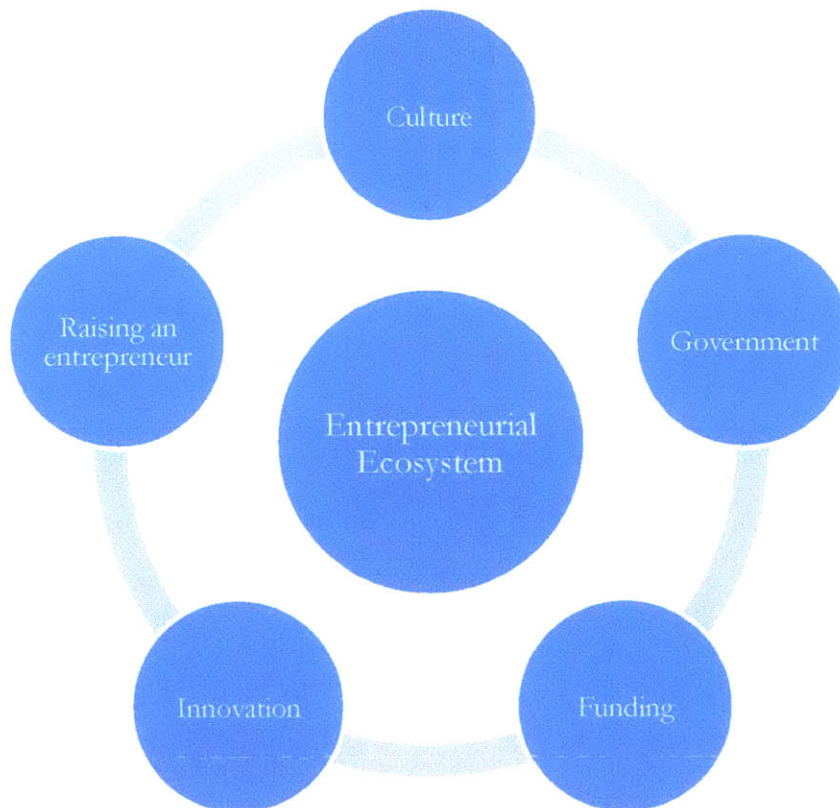 Culture
Government
Funding
Innovation
Raising an
entrepreneur
Entrepreneurial
Ecosystem